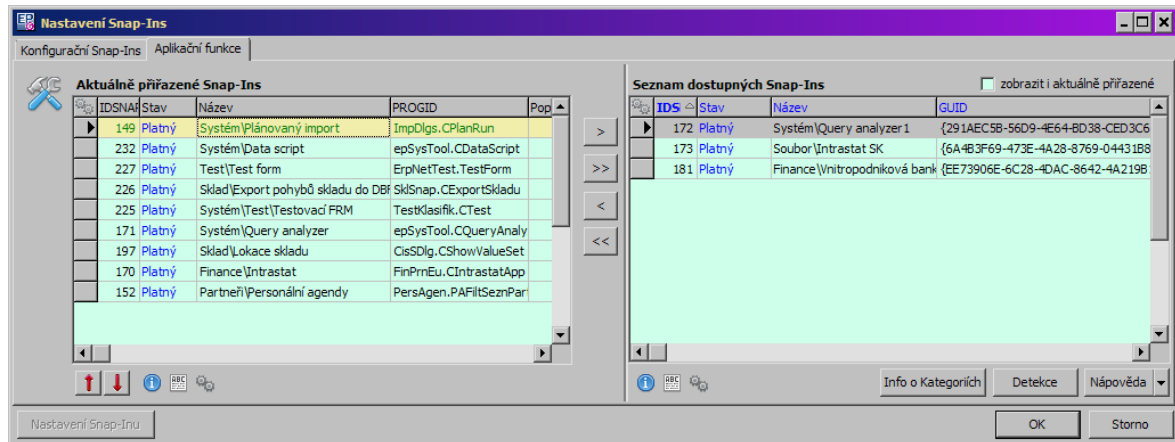 Nastavení Snap-Ins
Konfigurační Snap-Ins Aplikační funkce
Aktuálně přiřazené Snap-Ins
IDSNAP Stav Název PROGID Pop
149 Platný Systém\Plánovaný import ImpDlgs.CPlanRun
232 Platný Systém\Data script epSysTool.CDataScript
227 Platný Test\Test form ErpNetTest.TestForm
226 Platný Sklad\Export pohybů skladu do DBF SklSnap.CExportSkladu
225 Platný Systém\Test\Testovací FRM TestKlasifik.CTest
171 Platný Systém\Query analyzer epSysTool.CQueryAnaly
197 Platný Sklad\Lokace skladu CisSDlg.CShowValueSet
170 Platný Finance\Intrastat FinPrnEu.CIntrastatApp
152 Platný Partneři\Personální agendy PersAgen.PAFiltSeznPar
ABC
>
>>
<
<<
Seznam dostupných Snap-Ins zobrazit i aktuálně přiřazené
IDS Stav Název GUID
172 Platný Systém\Query analyzer1 {291AEC5B-56D9-4E64-BD38-CED3C6
173 Platný Soubor\Intrastat SK {6A4B3F69-473E-4A28-8769-04431B8
181 Platný Finance\Vnitropodniková bank {EE73906E-6C28-4DAC-8642-4A219B
ABC Info o Kategoriích Detekce Nápověda
Nastavení Snap-Inu OK Storno